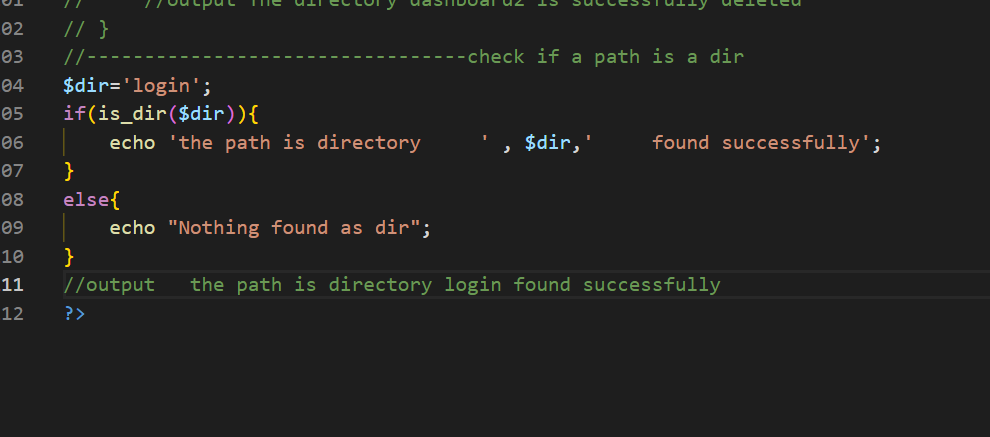 01 // //output The directory dashboard2 is successfully deleted
02 // }
03 //---------------------------------check if a path is a dir
04 $dir='login';
05 if(is_dir($dir)){
06     echo 'the path is directory     ' , $dir,'     found successfully';
07 }
08 else{
09     echo "Nothing found as dir";
10 }
11 //output   the path is directory login found successfully
12 ?>